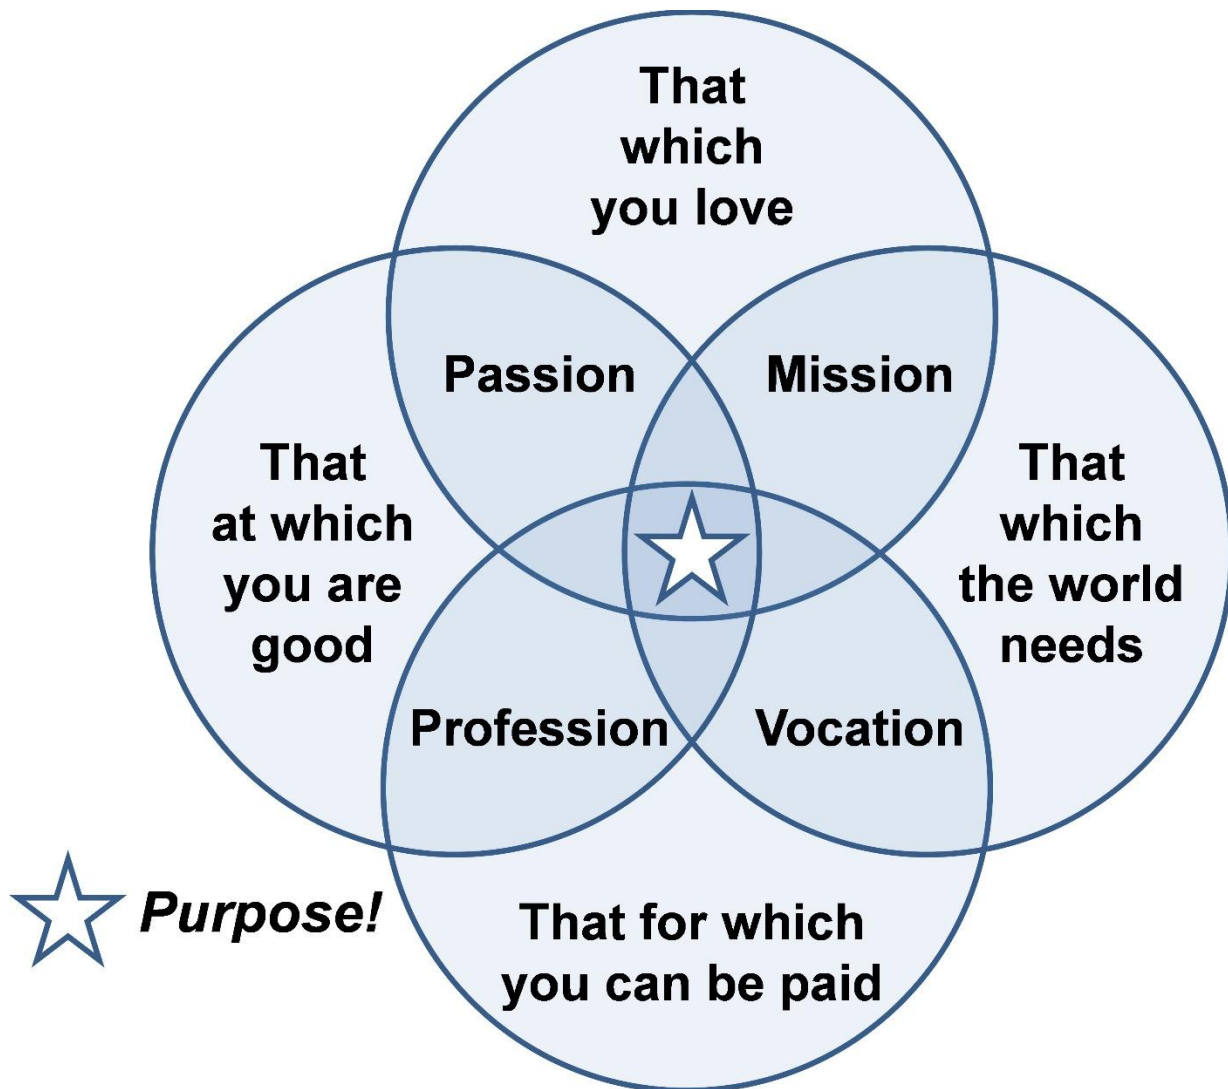 That
which
you love
Passion
Mission
That
at which
you are
good
That
which
the world
needs
Profession
Vocation
Purpose!
That for which
you can be paid